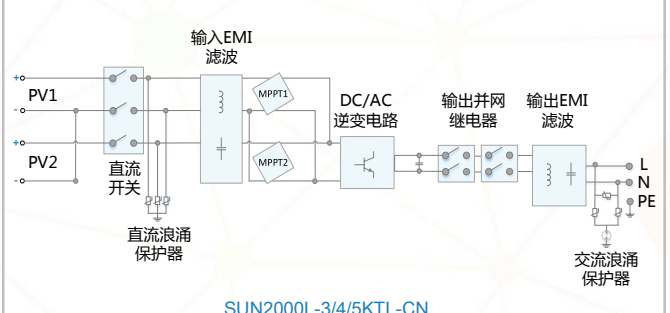 输入EMI
滤波
+
PV1
-
+
PV2
-
直流
开关
直流浪涌
保护器
MPPT1
MPPT2
DC/AC
逆变电路
输出并网
继电器
输出EMI
滤波
L
N
PE
交流浪涌
保护器
SUN2000L-3/4/5KTL-CN